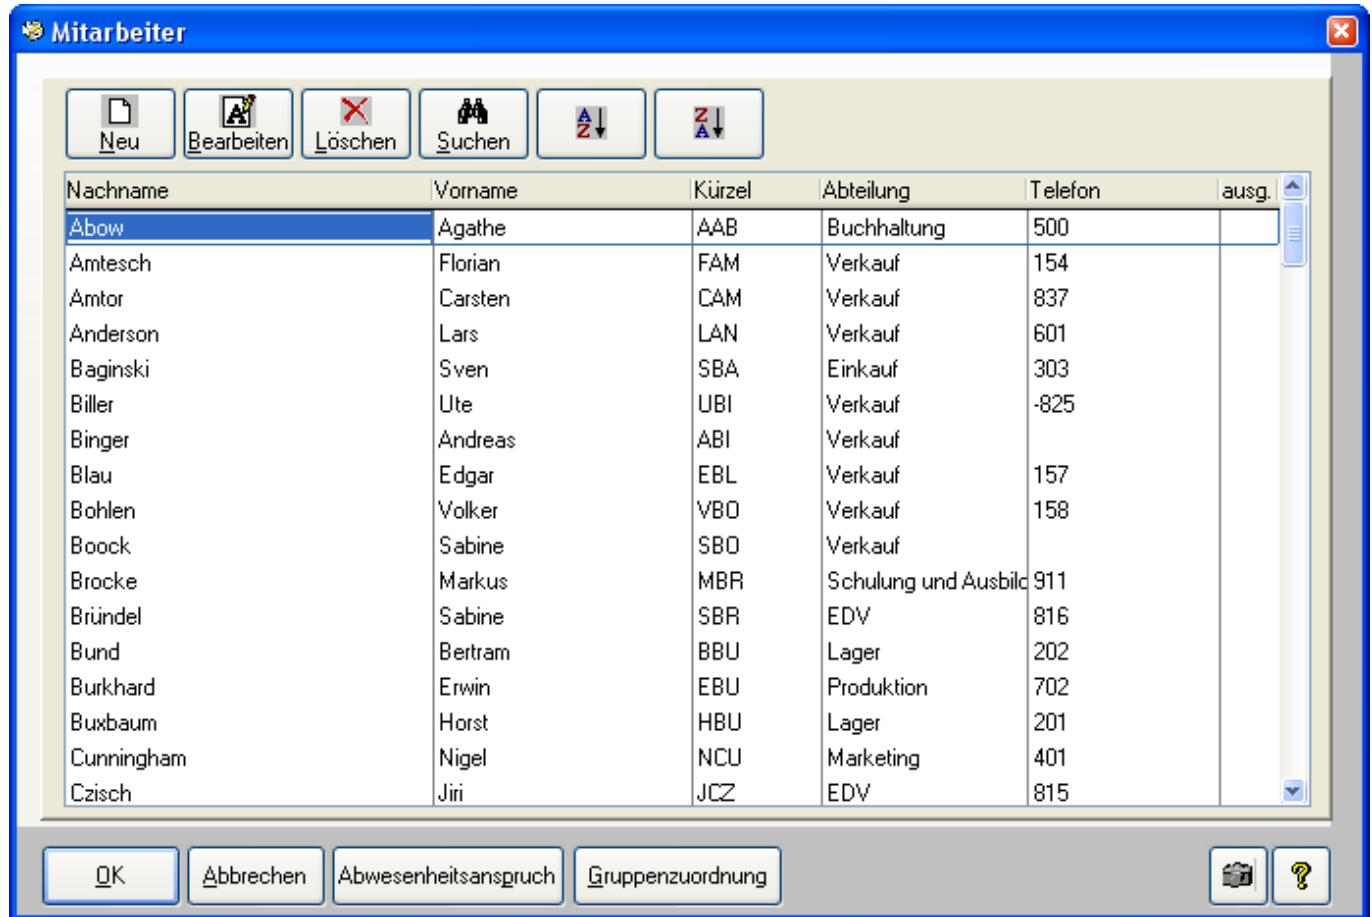 Mitarbeiter
Neu Bearbeiten Löschen Suchen A Z Z A
Nachname Vorname Kürzel Abteilung Telefon ausg.
Abow Agathe AAB Buchhaltung 500
Amtesch Florian FAM Verkauf 154
Amtor Carsten CAM Verkauf 837
Anderson Lars LAN Verkauf 601
Baginski Sven SBA Einkauf 303
Biller Ute UBI Verkauf -825
Binger Andreas ABI Verkauf
Blau Edgar EBL Verkauf 157
Bohlen Volker VBO Verkauf 158
Boock Sabine SBO Verkauf
Brocke Markus MBR Schulung und Ausbild 911
Bründel Sabine SBR EDV 816
Bund Bertram BBU Lager 202
Burkhard Erwin EBU Produktion 702
Buxbaum Horst HBU Lager 201
Cunningham Nigel NCU Marketing 401
Czisch Jiri JCZ EDV 815
OK Abbrechen Abwesenheitsanspruch Gruppenzuordnung ?